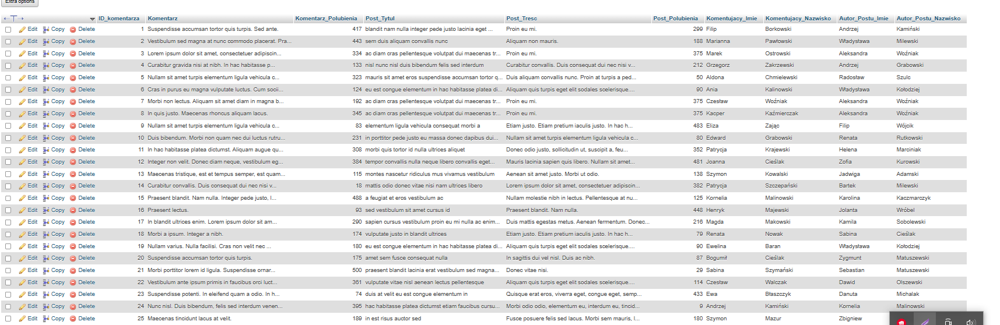 Extra options
←T→ ID_komentarza Komentarz Komentarz_Polubienia Post_Tytul Post_Tresc Post_Polubienia Komentujacy_Imie Komentujacy_Nazwisko Autor_Postu_Imie Autor_Postu_Nazwisko
Edit Copy Delete 1 Suspendisse accumsan tortor quis turpis. Sed ante. 417 blandit nam nulla integer pede justo lacinia eget ... Proin eu mi. 299 Filip Borkowski Andrzej Kamiński
Edit Copy Delete 2 Vestibulum sed magna at nunc commodo placerat. Pra... 443 sem duis aliquam convallis nunc Aliquam non mauris. 188 Marianna Pawłowski Władysława Milewski
Edit Copy Delete 3 Lorem ipsum dolor sit amet, consectetuer adipiscin... 334 ac diam cras pellentesque volutpat dui maecenas tr... Proin eu mi. 375 Marek Ostrowski Aleksandra Woźniak
Edit Copy Delete 4 Curabitur gravida nisi at nibh. In hac habitasse p... 133 nisl nunc nisl duis bibendum felis sed interdum Curabitur convallis. Duis consequat dui nec nisi v... 212 Grzegorz Zakrzewski Andrzej Grabowski
Edit Copy Delete 5 Nullam sit amet turpis elementum ligula vehicula c... 323 mauris sit amet eros suspendisse accumsan tortor q... Duis aliquam convallis nunc. Proin at turpis a ped... 50 Aldona Chmielewski Radosław Szulc
Edit Copy Delete 6 Cras in purus eu magna vulputate luctus. Cum socii... 124 eu est congue elementum in hac habitasse platea di... Aliquam quis turpis eget elit sodales scelerisque.... 90 Ania Kalinowski Władysława Kołodziej
Edit Copy Delete 7 Morbi non lectus. Aliquam sit amet diam in magna b... 192 ac diam cras pellentesque volutpat dui maecenas tr... Proin eu mi. 375 Czesław Woźniak Aleksandra Woźniak
Edit Copy Delete 8 In quis justo. Maecenas rhoncus aliquam lacus. 345 ac diam cras pellentesque volutpat dui maecenas tr... Proin eu mi. 375 Kacper Kaźmierczak Aleksandra Woźniak
Edit Copy Delete 9 Nullam sit amet turpis elementum ligula vehicula c... 83 elementum ligula vehicula consequat morbi a Etiam justo. Etiam pretium iaculis justo. In hac h... 483 Eliza Zając Filip Wójcik
Edit Copy Delete 10 Duis bibendum. Morbi non quam nec dui luctus rutru... 231 in porttitor pede justo eu massa donec dapibus dui... Nullam sit amet turpis elementum ligula vehicula c... 80 Edward Grabowski Renata Rutkowski
Edit Copy Delete 11 In hac habitasse platea dictumst. Aliquam augue qu... 308 morbi quis tortor id nulla ultrices aliquet Donec odio justo, sollicitudin ut, suscipit a, feu... 352 Patrycja Krajewski Helena Marciniak
Edit Copy Delete 12 Integer non velit. Donec diam neque, vestibulum eg... 384 tempor convallis nulla neque libero convallis eget... Mauris lacinia sapien quis libero. Nullam sit amet... 481 Joanna Cieślak Zofia Kurowski
Edit Copy Delete 13 Maecenas tristique, est et tempus semper, est quam... 115 montes nascetur ridiculus mus vivamus vestibulum Aenean sit amet justo. Morbi ut odio. 138 Szymon Kowalski Jadwiga Adamski
Edit Copy Delete 14 Curabitur convallis. Duis consequat dui nec nisi v... 18 mattis odio donec vitae nisi nam ultrices libero Lorem ipsum dolor sit amet, consectetuer adipiscin... 382 Patrycja Szczepański Bartek Milewski
Edit Copy Delete 15 Praesent blandit. Nam nulla. Integer pede justo, l... 488 a feugiat et eros vestibulum ac Nullam molestie nibh in lectus. Pellentesque at nu... 125 Kornelia Malinowski Karolina Kaczmarczyk
Edit Copy Delete 16 Praesent lectus. 93 sed vestibulum sit amet cursus id Praesent blandit. Nam nulla. 448 Henryk Majewski Jolanta Wróbel
Edit Copy Delete 17 In blandit ultrices enim. Lorem ipsum dolor sit am... 290 sapien cursus vestibulum proin eu mi nulla ac enim... Duis mattis egestas metus. Aenean fermentum. Donec... 216 Magda Makowski Kamila Sobolewski
Edit Copy Delete 18 Morbi a ipsum. Integer a nibh. 174 vulputate justo in blandit ultrices Etiam justo. Etiam pretium iaculis justo. In hac h... 79 Renata Nowak Sabina Cieślak
Edit Copy Delete 19 Nullam varius. Nulla facilisi. Cras non velit nec ... 180 eu est congue elementum in hac habitasse platea di... Aliquam quis turpis eget elit sodales scelerisque.... 90 Ewelina Baran Władysława Kołodziej
Edit Copy Delete 20 Suspendisse accumsan tortor quis turpis. 175 amet sem fusce consequat nulla In sagittis dui vel nisl. Duis ac nibh. 87 Bogumił Cieślak Zygmunt Matuszewski
Edit Copy Delete 21 Morbi porttitor lorem id ligula. Suspendisse ornar... 500 praesent blandit lacinia erat vestibulum sed magna... Donec vitae nisi. 29 Sabina Szymański Sebastian Matuszewski
Edit Copy Delete 22 Vestibulum ante ipsum primis in faucibus orci luct... 361 vulputate vitae nisl aenean lectus pellentesque Aliquam quis turpis eget elit sodales scelerisque.... 114 Czesław Walczak Dawid Olszewski
Edit Copy Delete 23 Suspendisse potenti. In eleifend quam a odio. In h... 74 duis at velit eu est congue elementum in Quisque erat eros, viverra eget, congue eget, semp... 433 Ewa Błaszczyk Danuta Michalak
Edit Copy Delete 24 Nunc nisl. Duis bibendum, felis sed interdum venen... 395 hac habitasse platea dictumst etiam faucibus cursu... Morbi odio odio, elementum eu, interdum eu, tincid... 9 Andrzej Kamiński Kornelia Malinowski
Edit Copy Delete 25 Maecenas tincidunt lacus at velit. 189 in est risus auctor sed Fusce posuere felis sed lacus. Morbi sem mauris, l... 180 Szymon Mazur Zbigniew